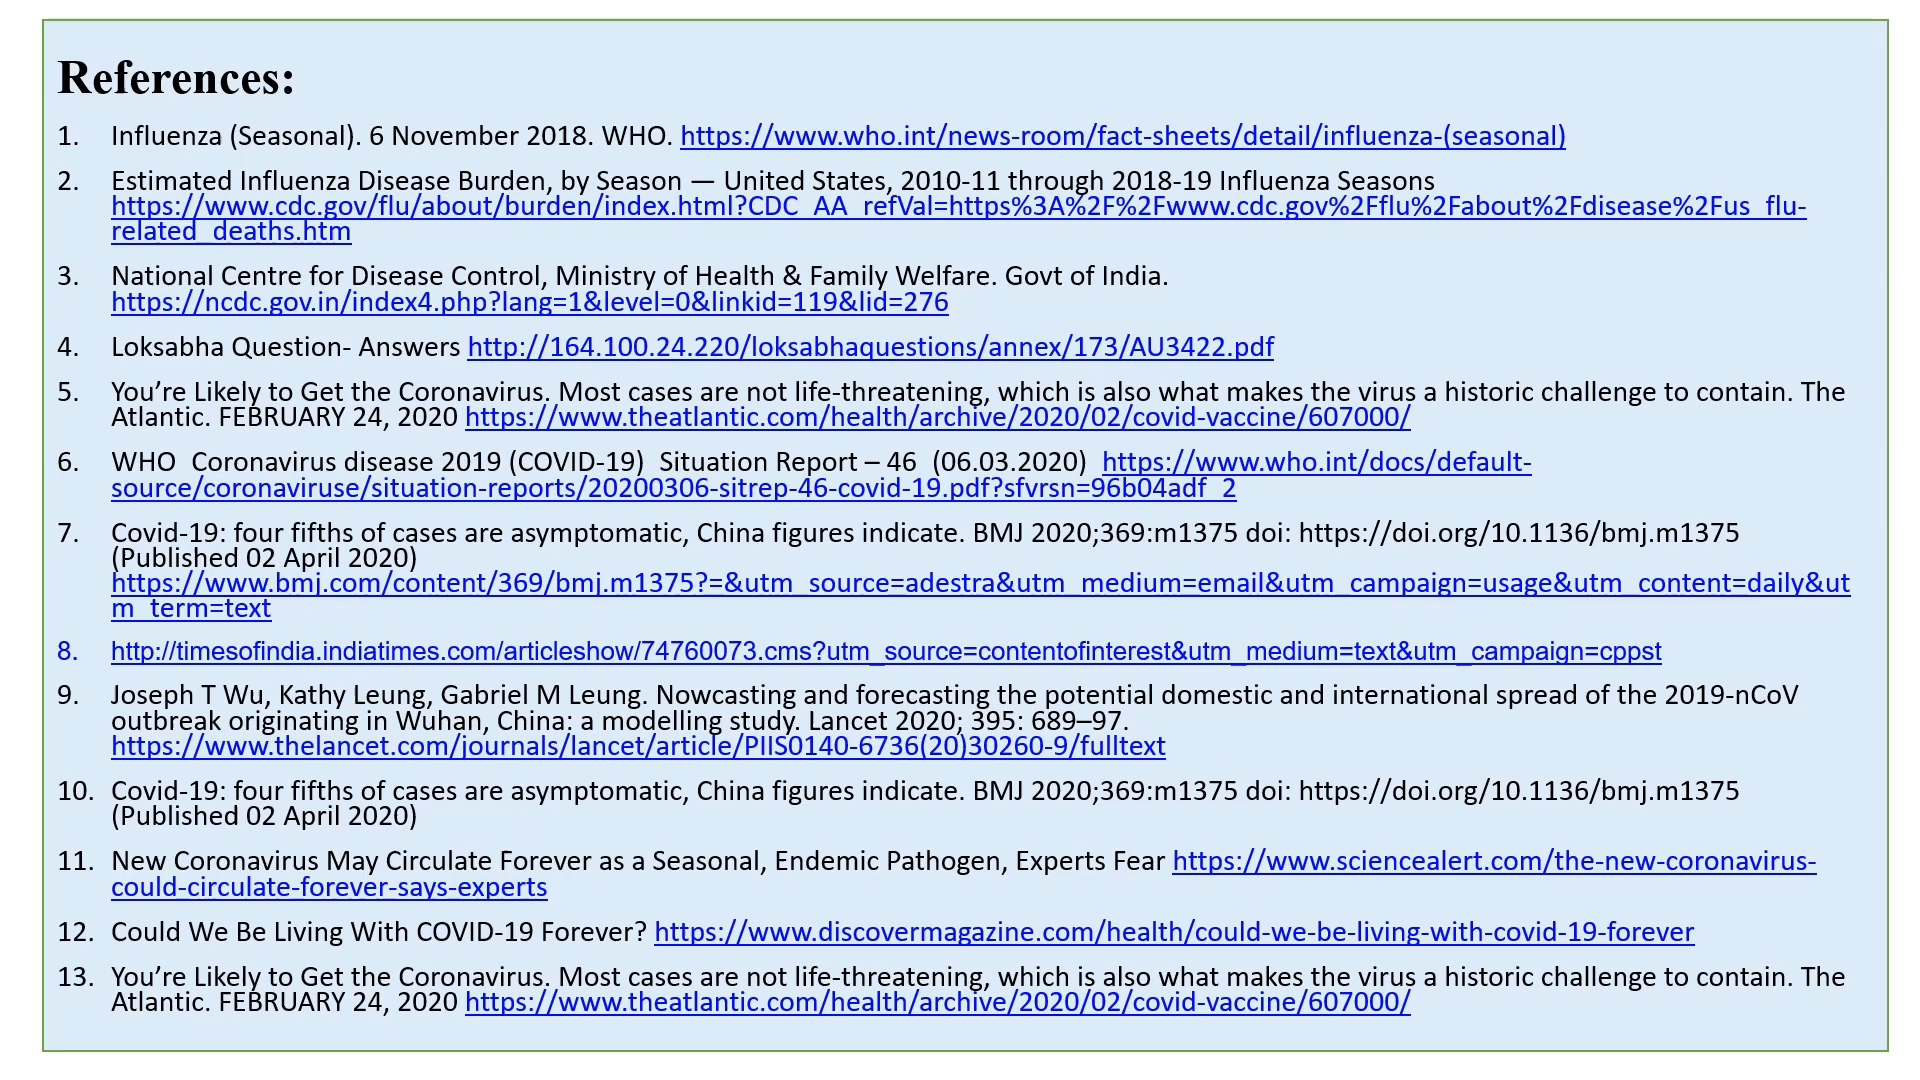 References:
1. Influenza (Seasonal). 6 November 2018. WHO. https://www.who.int/news-room/fact-sheets/detail/influenza-(seasonal)
2. Estimated Influenza Disease Burden, by Season — United States, 2010-11 through 2018-19 Influenza Seasons
https://www.cdc.gov/flu/about/burden/index.html?CDC_AA_refVal=https%3A%2F%2Fwww.cdc.gov%2Fflu%2Fabout%2Fdisease%2Fus_flu-
related_deaths.htm
3. National Centre for Disease Control, Ministry of Health & Family Welfare. Govt of India.
https://ncdc.gov.in/index4.php?lang=1&level=0&linkid=119&lid=276
4. Loksabha Question- Answers http://164.100.24.220/loksabhaquestions/annex/173/AU3422.pdf
5. You’re Likely to Get the Coronavirus. Most cases are not life-threatening, which is also what makes the virus a historic challenge to contain. The
Atlantic. FEBRUARY 24, 2020 https://www.theatlantic.com/health/archive/2020/02/covid-vaccine/607000/
6. WHO Coronavirus disease 2019 (COVID-19) Situation Report – 46 (06.03.2020) https://www.who.int/docs/default-
source/coronaviruse/situation-reports/20200306-sitrep-46-covid-19.pdf?sfvrsn=96b04adf_2
7. Covid-19: four fifths of cases are asymptomatic, China figures indicate. BMJ 2020;369:m1375 doi: https://doi.org/10.1136/bmj.m1375
(Published 02 April 2020)
https://www.bmj.com/content/369/bmj.m1375?=&utm_source=adestra&utm_medium=email&utm_campaign=usage&utm_content=daily&ut
m_term=text
8. http://timesofindia.indiatimes.com/articleshow/74760073.cms?utm_source=contentofinterest&utm_medium=text&utm_campaign=cppst
9. Joseph T Wu, Kathy Leung, Gabriel M Leung. Nowcasting and forecasting the potential domestic and international spread of the 2019-nCoV
outbreak originating in Wuhan, China: a modelling study. Lancet 2020; 395: 689–97.
https://www.thelancet.com/journals/lancet/article/PIIS0140-6736(20)30260-9/fulltext
10. Covid-19: four fifths of cases are asymptomatic, China figures indicate. BMJ 2020;369:m1375 doi: https://doi.org/10.1136/bmj.m1375
(Published 02 April 2020)
11. New Coronavirus May Circulate Forever as a Seasonal, Endemic Pathogen, Experts Fear https://www.sciencealert.com/the-new-coronavirus-
could-circulate-forever-says-experts
12. Could We Be Living With COVID-19 Forever? https://www.discovermagazine.com/health/could-we-be-living-with-covid-19-forever
13. You’re Likely to Get the Coronavirus. Most cases are not life-threatening, which is also what makes the virus a historic challenge to contain. The
Atlantic. FEBRUARY 24, 2020 https://www.theatlantic.com/health/archive/2020/02/covid-vaccine/607000/